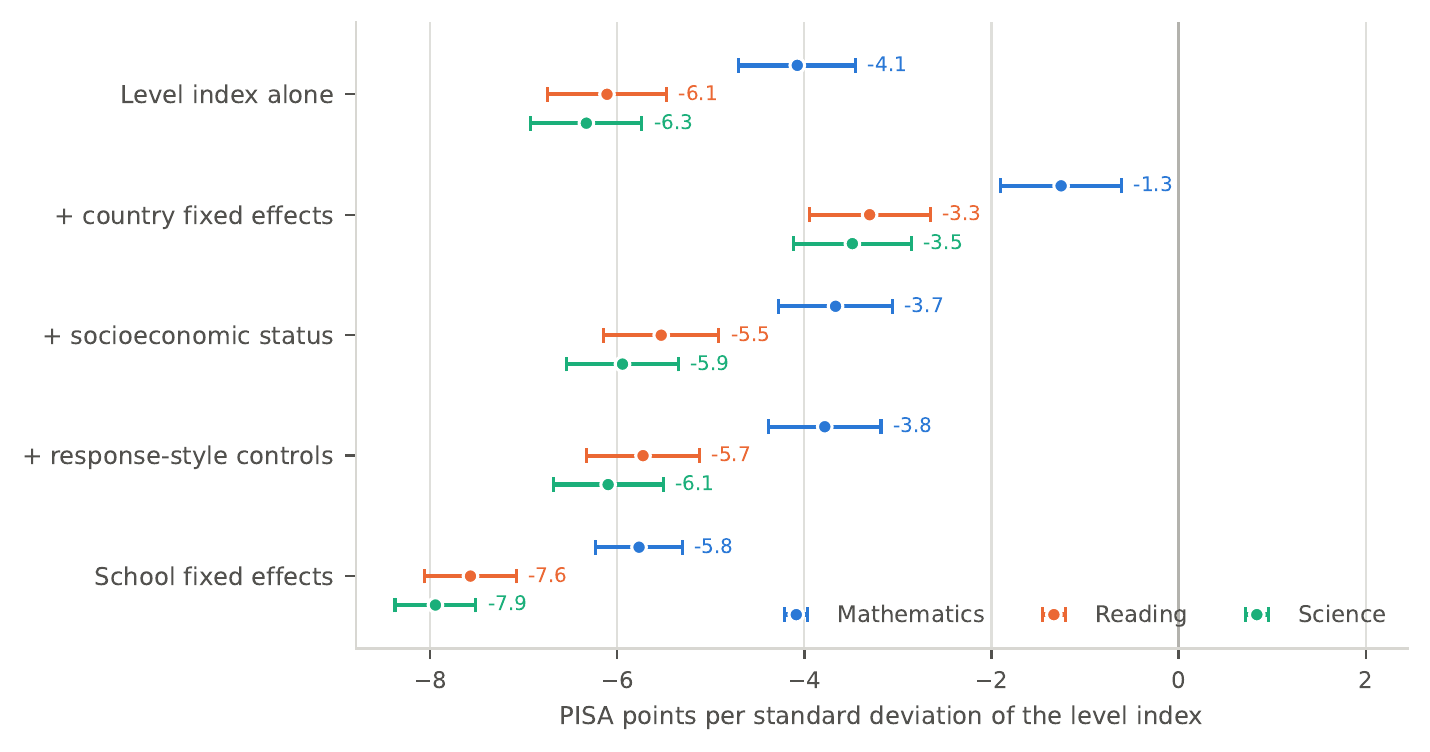 -4.1
Level index alone
-6.1
-6.3
-1.3
+ country fixed effects
-3.3
-3.5
-3.7
+ socioeconomic status
-5.5
-5.9
-3.8
+ response-style controls
-5.7
-6.1
-5.8
School fixed effects
-7.6
-7.9
Mathematics Reading Science
−8 −6 −4 −2 0 2
PISA points per standard deviation of the level index